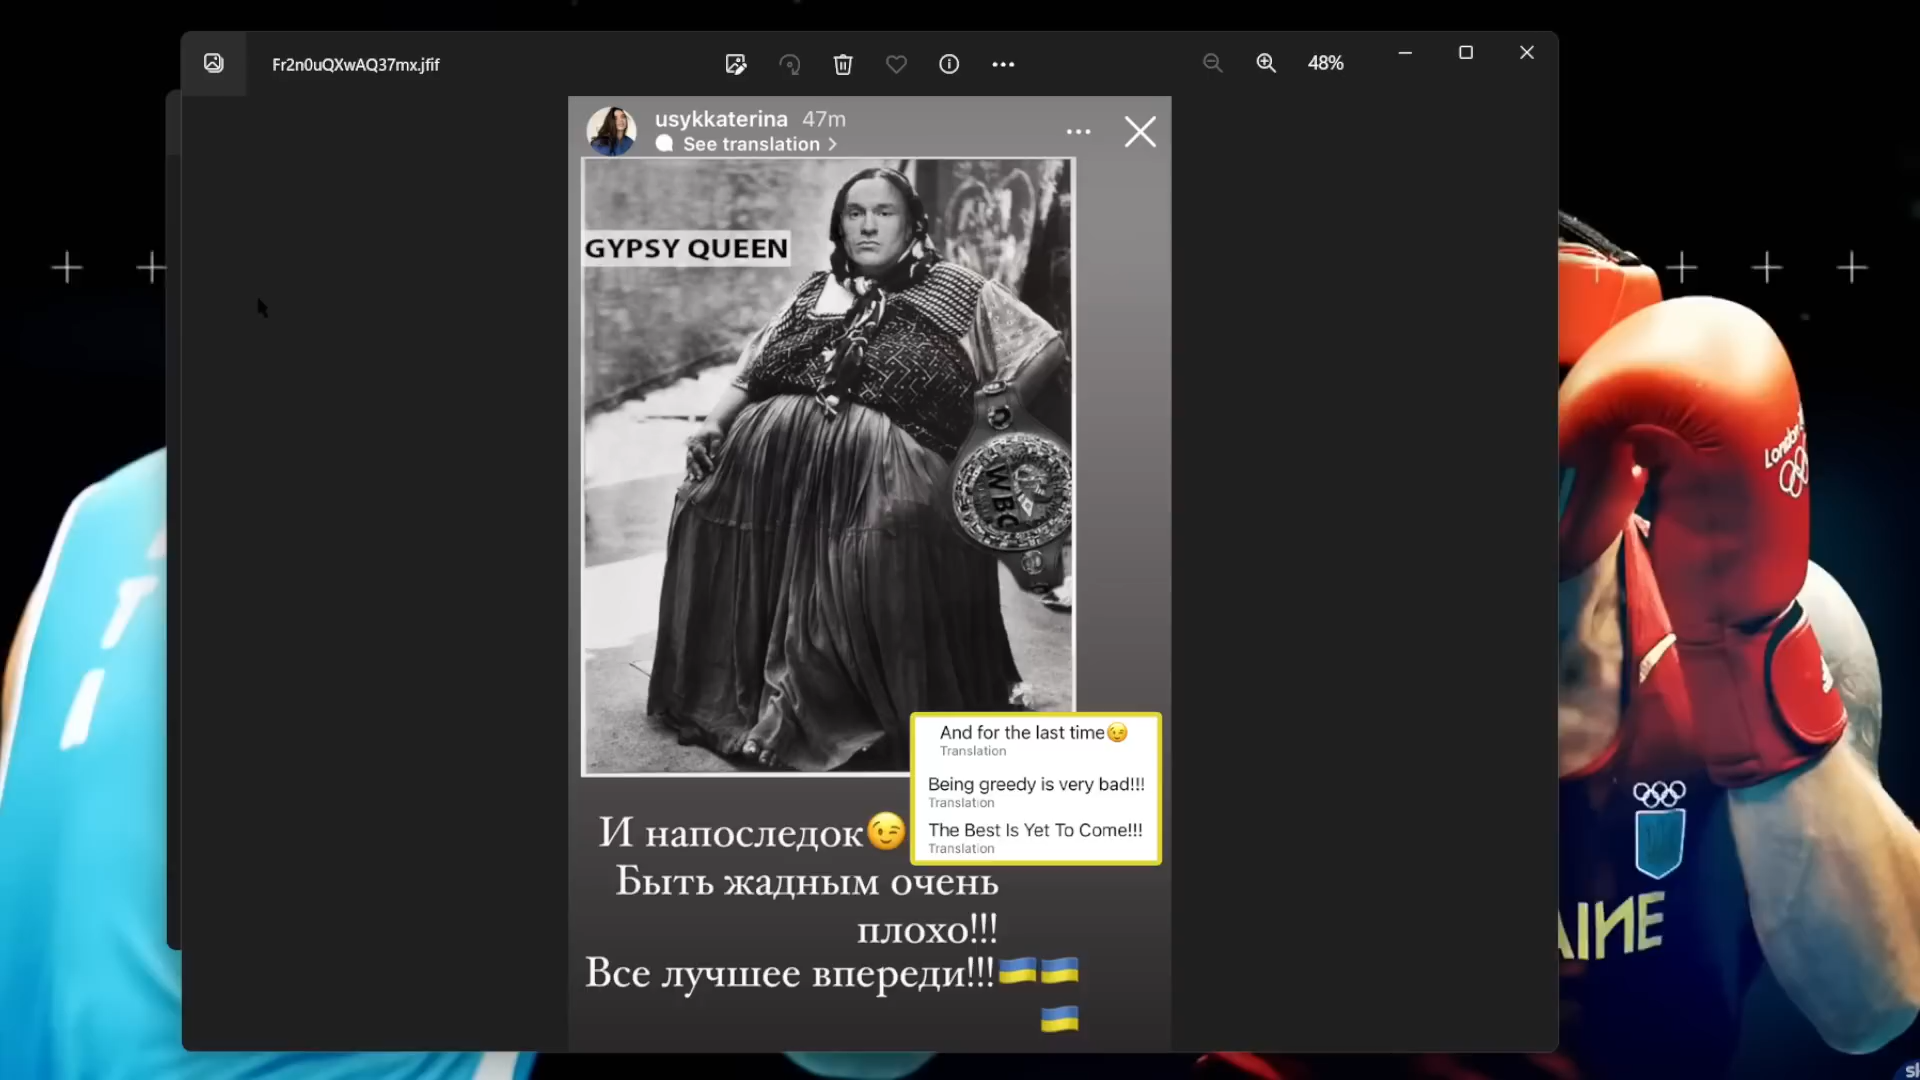 Fr2n0uQXwAQ37mx.jfif
48%
usykkaterina 47m
See translation >
GYPSY QUEEN
WBC
And for the last time😉
Translation
Being greedy is very bad!!!
Translation
The Best Is Yet To Come!!!
Translation
И напоследок😉
Быть жадным очень
плохо!!!
Все лучшее впереди!!!🇺🇦🇺🇦
🇺🇦
London
AINE